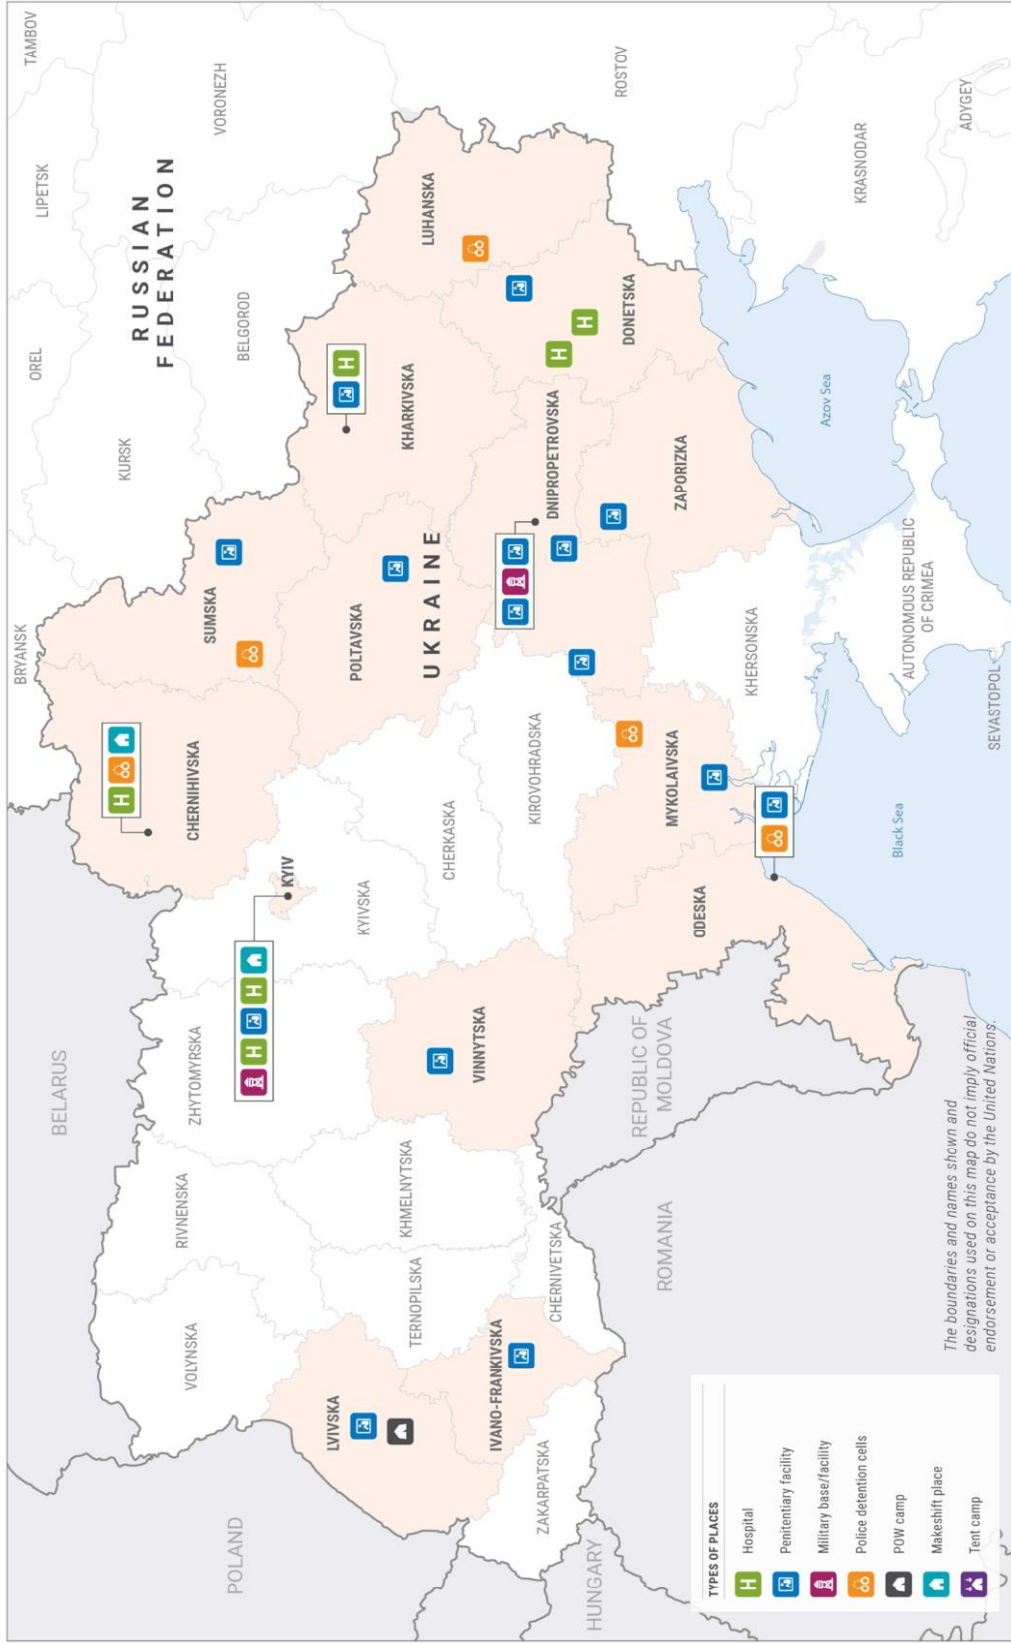 TAMBOV
LIPETSK
VORONEZH
OREL
RUSSIAN
FEDERATION
KURSK
BELGOROD
ROSTOV
BRYANSK
LUHANSKA
SUMSKA
KHARKIVSKA
DONETSKA
KRASNODAR
ADYGEY
POLTAVSKA
DNIPROPETROVSKA
Azov Sea
UKRAINE
ZAPORIZKA
CHERNIHIVSKA
KHERSONSKA
AUTONOMOUS REPUBLIC
OF CRIMEA
SEVASTOPOL
KIROVOHRADSKA
MYKOLAIVSKA
CHERKASKA
Black Sea
KYIV
KYIVSKA
ODESKA
BELARUS
ZHYTOMYRSKA
VINNYTSKA
REPUBLIC OF
MOLDOVA
RIVNENSKA
KHMELNYTSKA
ROMANIA
VOLYNSKA
TERNOPILSKA
CHERNIVETSKA
LVIVSKA
IVANO-FRANKIVSKA
ZAKARPATSKA
POLAND
HUNGARY
H
H
H
H
H
H
The boundaries and names shown and
designations used on this map do not imply official
endorsement or acceptance by the United Nations.
TYPES OF PLACES
H Hospital
Penitentiary facility
Military base/facility
Police detention cells
POW camp
Makeshift place
Tent camp